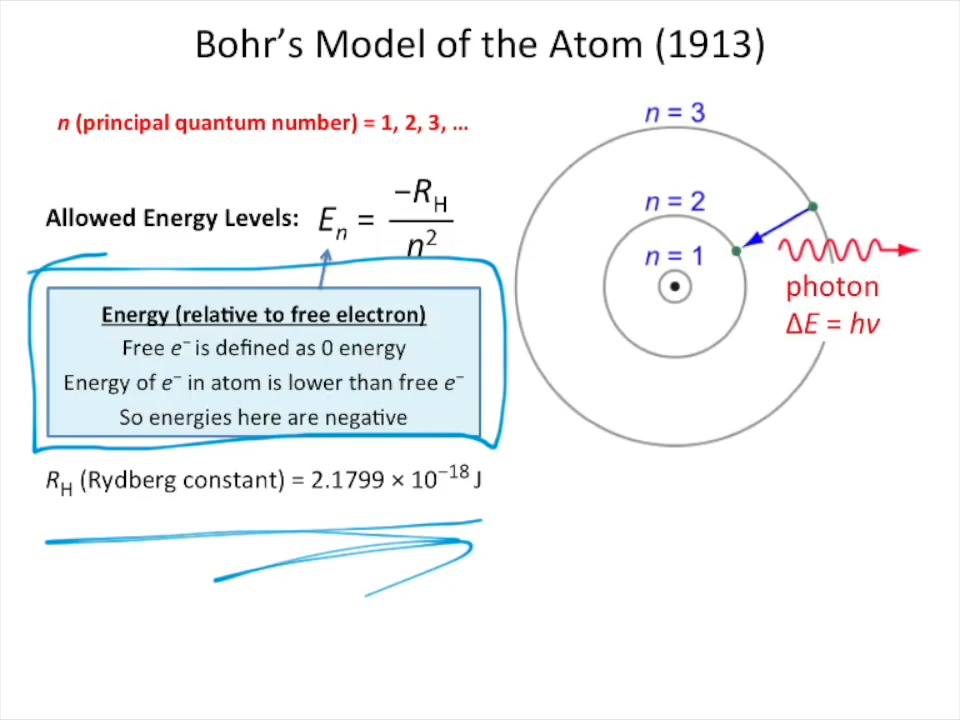 Bohr's Model of the Atom (1913)
n (principal quantum number) = 1, 2, 3, …
Allowed Energy Levels: Eₙ = −R_H / n²
Energy (relative to free electron)
Free e⁻ is defined as 0 energy
Energy of e⁻ in atom is lower than free e⁻
So energies here are negative
R_H (Rydberg constant) = 2.1799 × 10⁻¹⁸ J
n = 3
n = 2
n = 1
photon
ΔE = hν